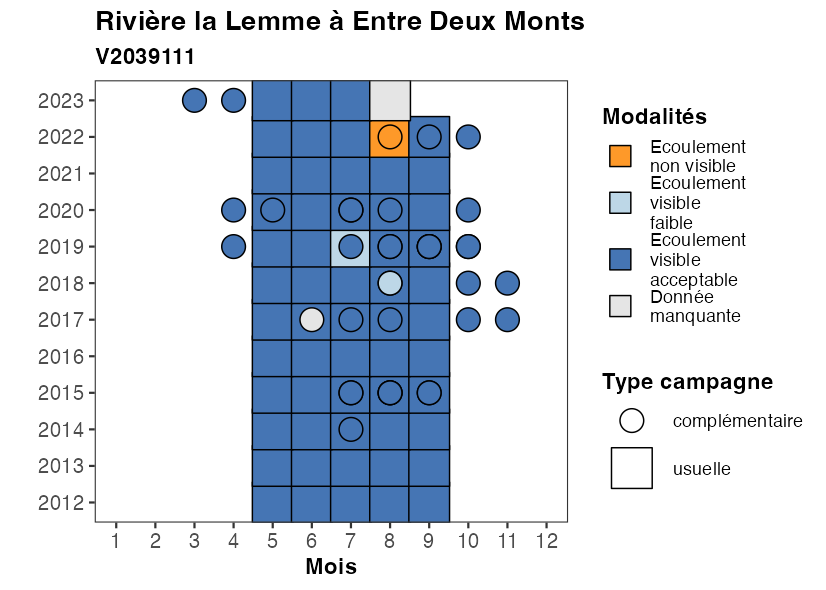 Rivière la Lemme à Entre Deux Monts
V2039111
2023
2022
2021
2020
2019
2018
2017
2016
2015
2014
2013
2012
1 2 3 4 5 6 7 8 9 10 11 12
Mois
Modalités
Ecoulement
non visible
Ecoulement
visible
faible
Ecoulement
visible
acceptable
Donnée
manquante
Type campagne
complémentaire
usuelle